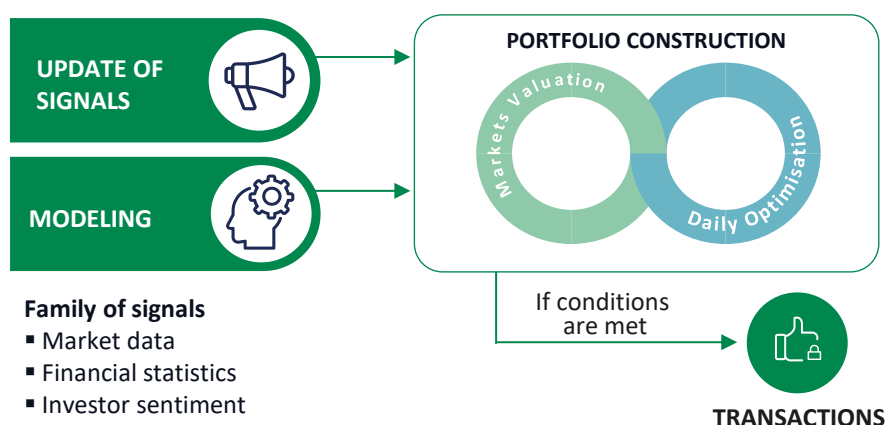 UPDATE OF
SIGNALS
MODELING
Family of signals
▪ Market data
▪ Financial statistics
▪ Investor sentiment
PORTFOLIO CONSTRUCTION
Markets Valuation
Daily Optimisation
If conditions
are met
TRANSACTIONS